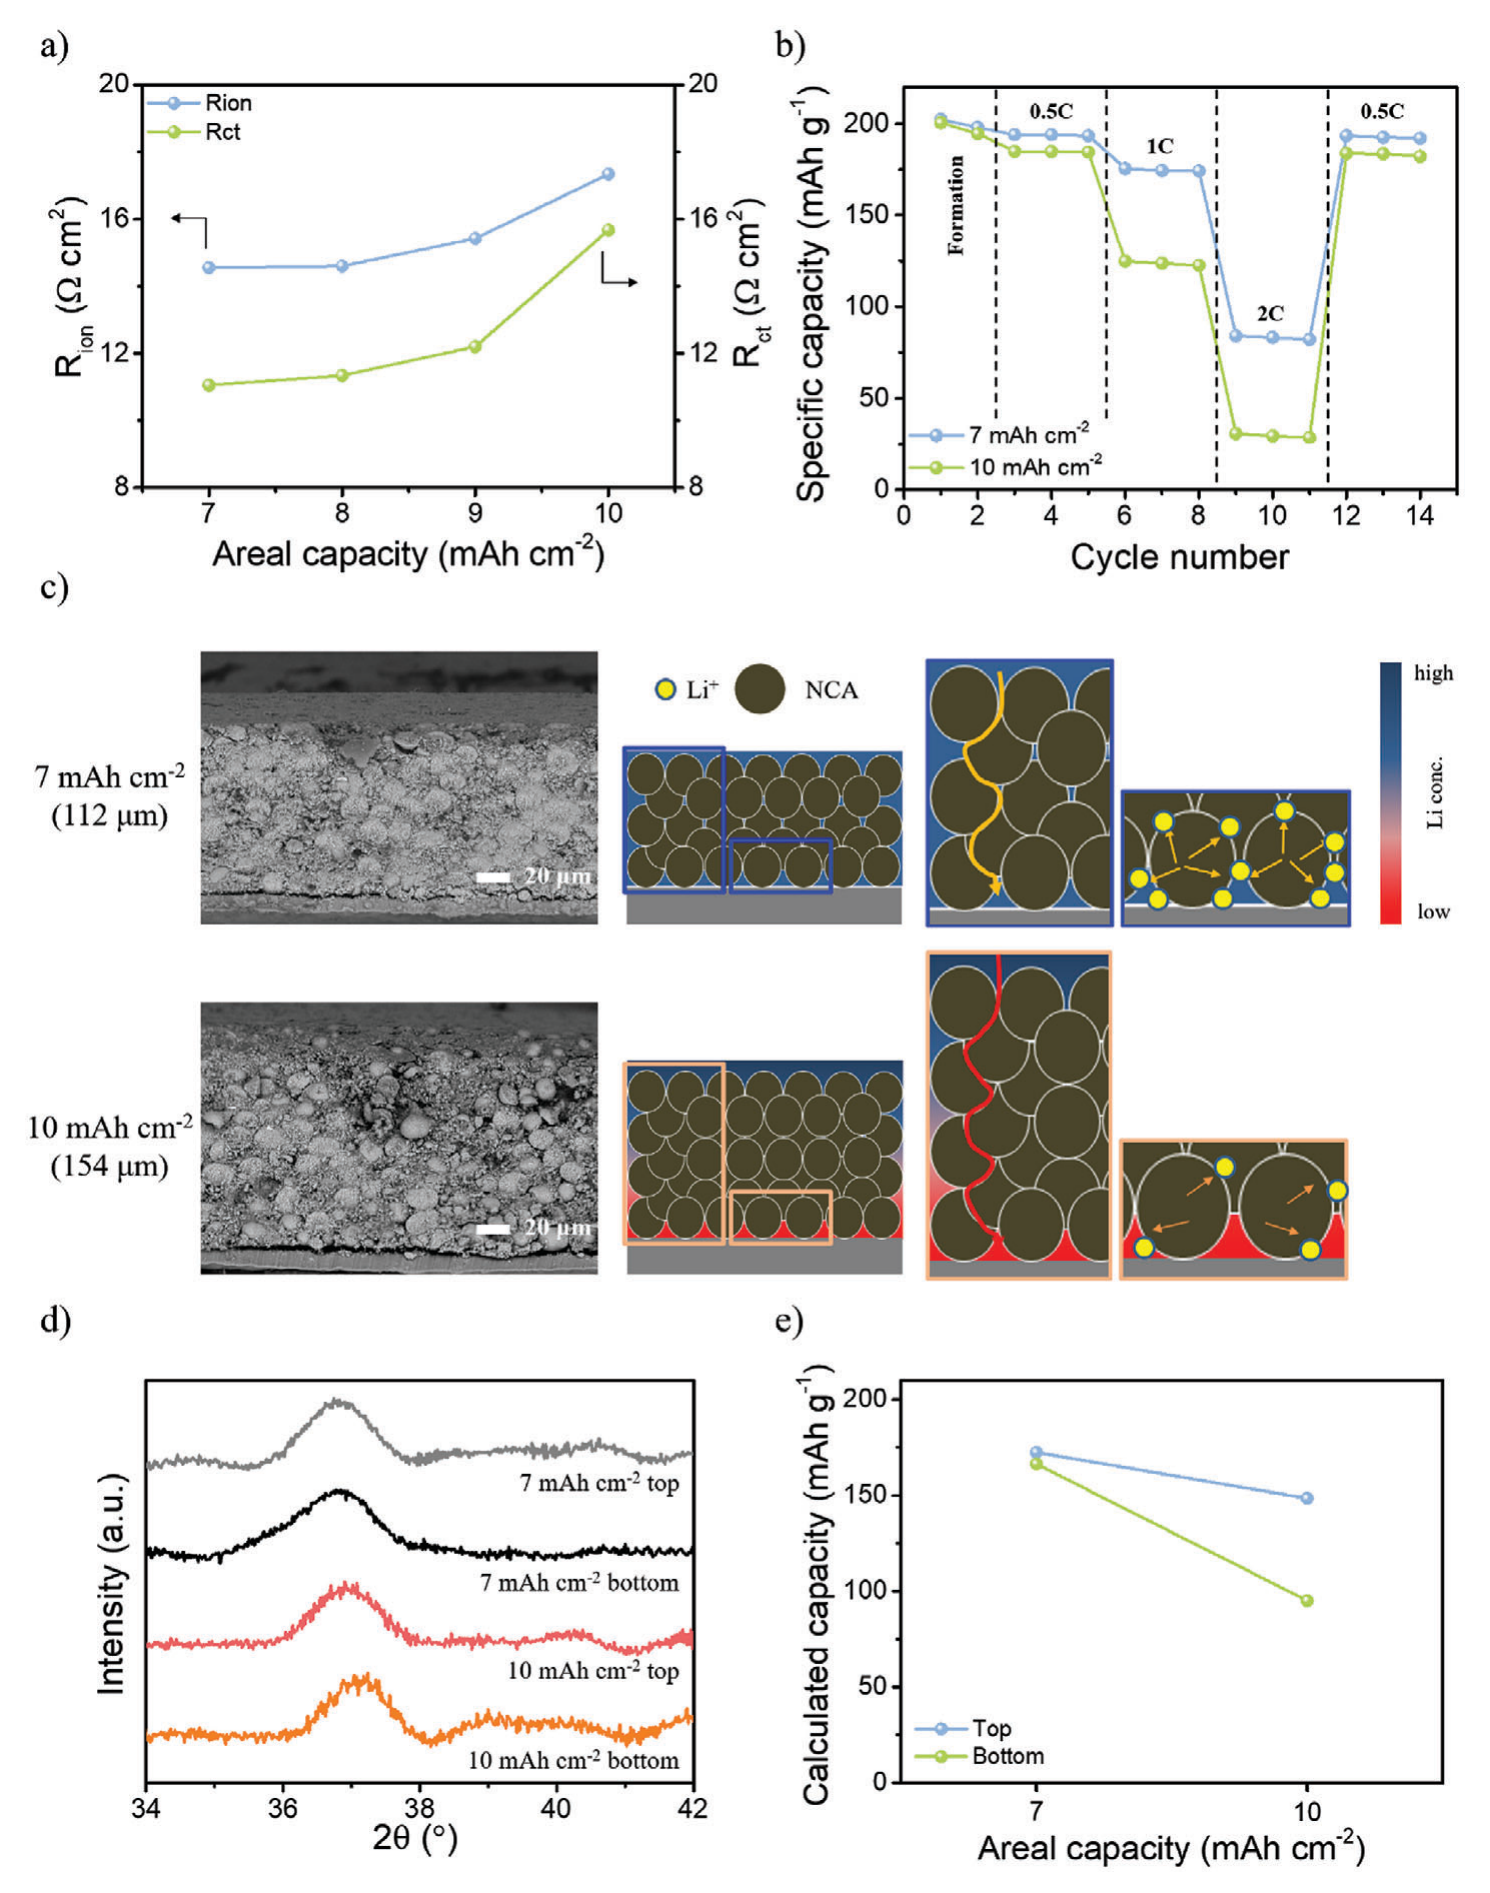 a)
20
16
12
8
Rion
Rct
20
16
12
8
R_ion (Ω cm²)
R_ct (Ω cm²)
7 8 9 10
Areal capacity (mAh cm⁻²)
b)
200
150
100
50
0
Specific capacity (mAh g⁻¹)
Formation
0.5C
1C
2C
0.5C
7 mAh cm⁻²
10 mAh cm⁻²
0 2 4 6 8 10 12 14
Cycle number
c)
7 mAh cm⁻²
(112 μm)
20 μm
Li⁺
NCA
high
Li conc.
low
10 mAh cm⁻²
(154 μm)
20 μm
d)
Intensity (a.u.)
7 mAh cm⁻² top
7 mAh cm⁻² bottom
10 mAh cm⁻² top
10 mAh cm⁻² bottom
34 36 38 40 42
2θ (°)
e)
200
150
100
50
0
Calculated capacity (mAh g⁻¹)
Top
Bottom
7 10
Areal capacity (mAh cm⁻²)